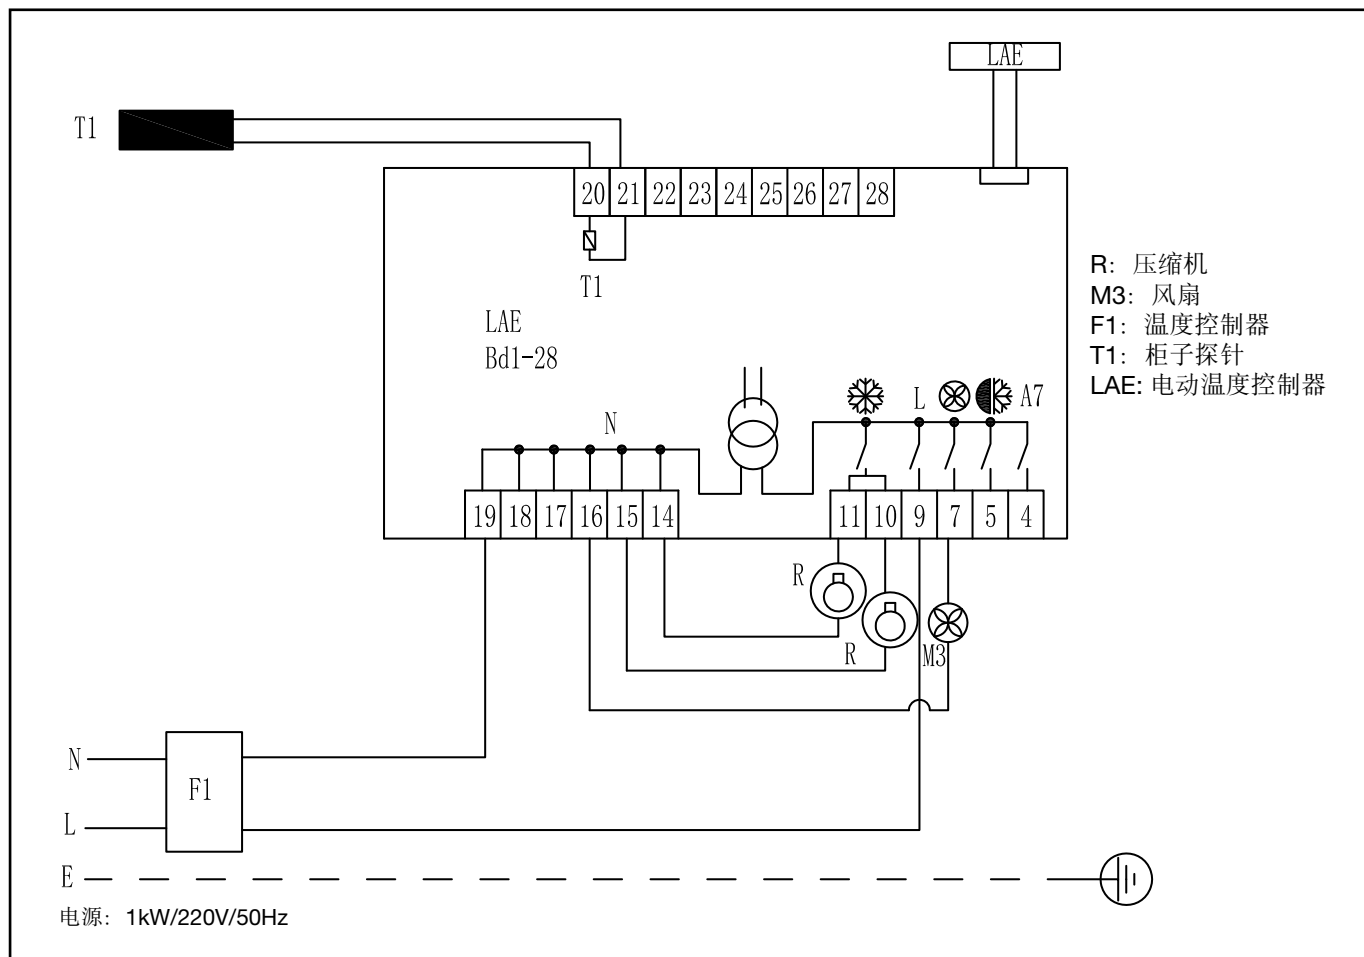 LAE
T1
20 21 22 23 24 25 26 27 28
T1
LAE
Bd1-28
R: 压缩机
M3: 风扇
F1: 温度控制器
T1: 柜子探针
LAE: 电动温度控制器
L A7
N
19 18 17 16 15 14 11 10 9 7 5 4
R
R M3
N
F1
L
E
电源: 1kW/220V/50Hz